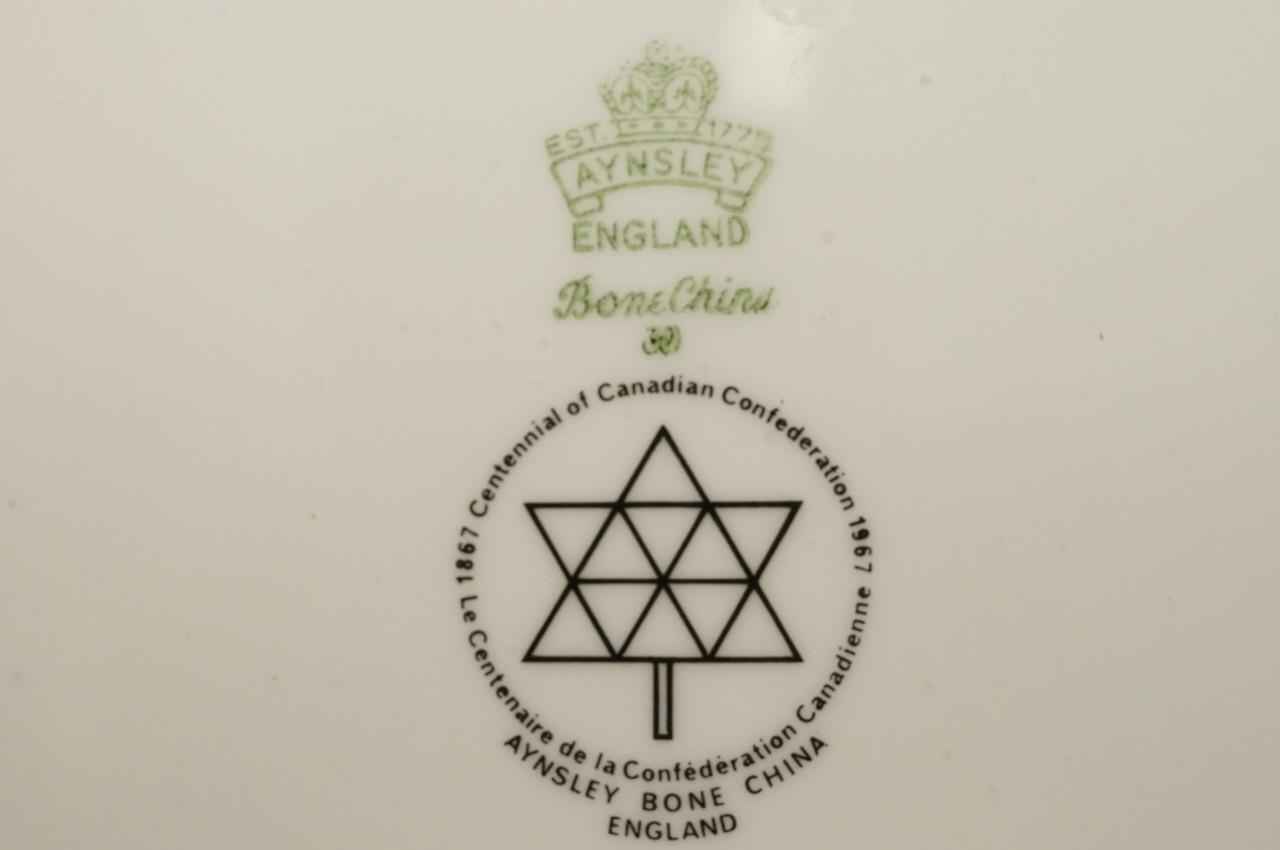 EST. 1775
AYNSLEY
ENGLAND
Bone China
1867 Centennial of Canadian Confederation 1967
Le Centenaire de la Confédération Canadienne
AYNSLEY BONE CHINA
ENGLAND